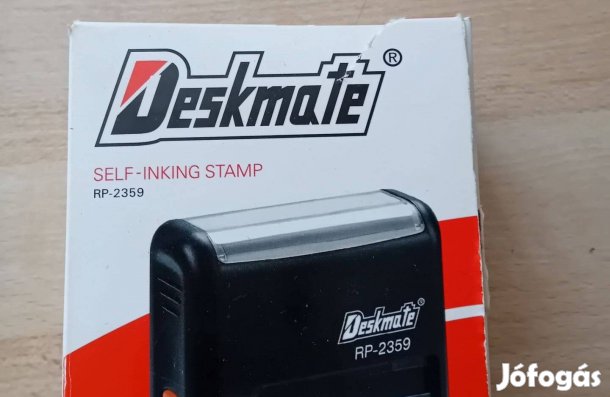 Deskmate®
SELF-INKING STAMP
RP-2359
Deskmate®
RP-2359
Jófogás